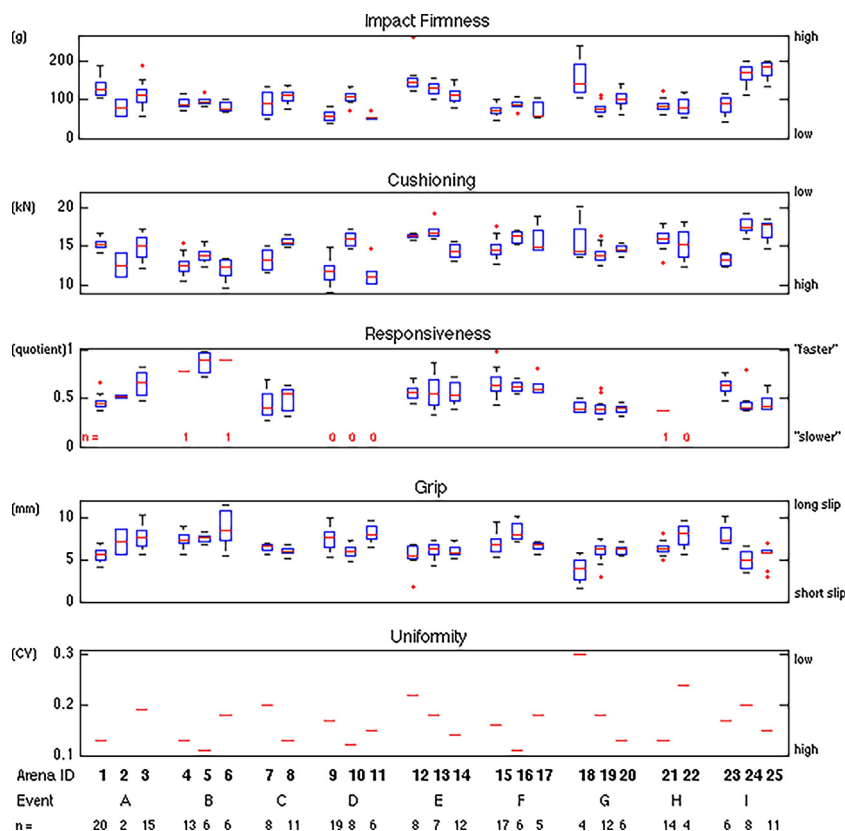 Impact Firmness
(g)
high
200
100
0
low
Cushioning
(kN)
low
20
15
10
high
Responsiveness
(quotient)
1
"faster"
0.5
0
n =
1
1
0
0
0
1
0
"slower"
Grip
(mm)
long slip
10
5
0
short slip
Uniformity
(CV)
0.3
low
0.2
0.1
high
Arena ID 1 2 3 4 5 6 7 8 9 10 11 12 13 14 15 16 17 18 19 20 21 22 23 24 25
Event A B C D E F G H I
n = 20 2 15 13 6 6 8 11 19 8 6 8 7 12 17 6 5 4 12 6 14 4 6 8 11